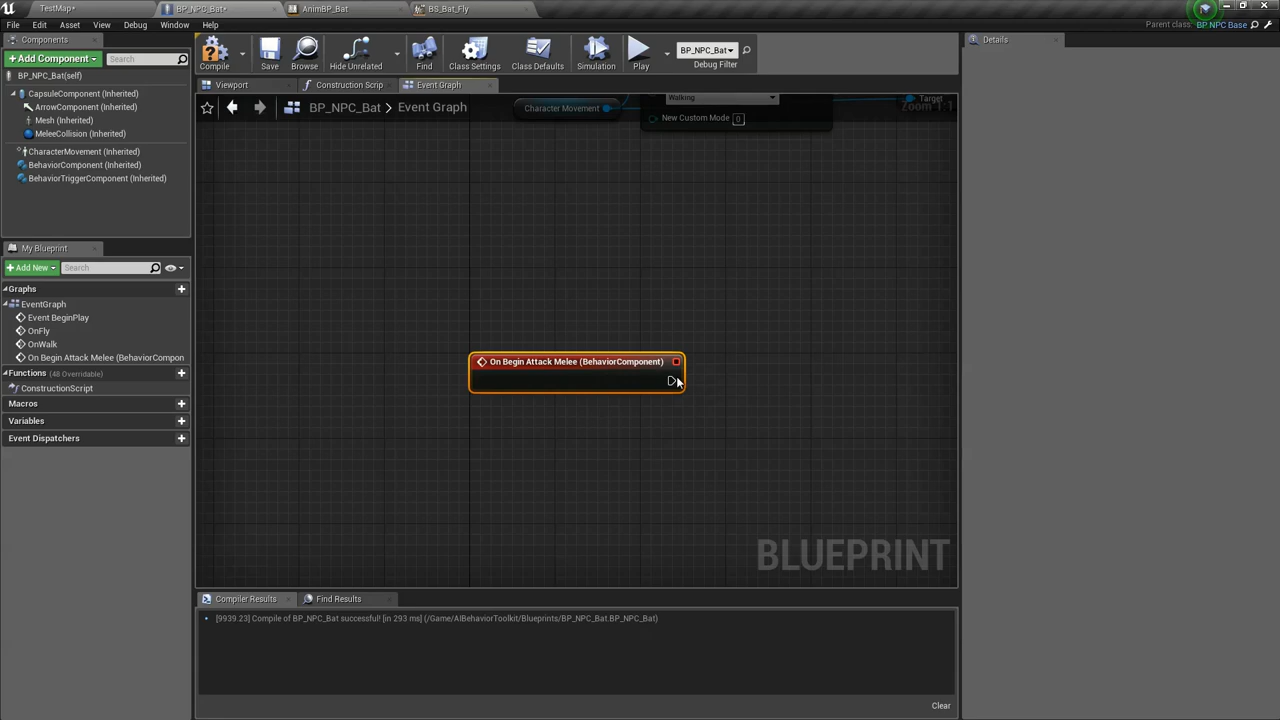 TestMap*
BP_NPC_Bat*
AnimBP_Bat
BS_Bat_Fly
File Edit Asset View Debug Window Help
Parent class: BP NPC Base
Components
+Add Component
Search
BP_NPC_Bat(self)
CapsuleComponent (Inherited)
ArrowComponent (Inherited)
Mesh (Inherited)
MeleeCollision (Inherited)
CharacterMovement (Inherited)
BehaviorComponent (Inherited)
BehaviorTriggerComponent (Inherited)
My Blueprint
+Add New
Search
Graphs
EventGraph
Event BeginPlay
OnFly
OnWalk
On Begin Attack Melee (BehaviorCompon
Functions (48 Overridable)
ConstructionScript
Macros
Variables
Event Dispatchers
Compile
Save
Browse
Hide Unrelated
Find
Class Settings
Class Defaults
Simulation
Play
BP_NPC_Bat
Debug Filter
Viewport
Construction Scrip
Event Graph
BP_NPC_Bat > Event Graph
Zoom 1:1
Character Movement
Walking
New Custom Mode 0
Target
On Begin Attack Melee (BehaviorComponent)
BLUEPRINT
Compiler Results
Find Results
[9939.23] Compile of BP_NPC_Bat successful! [in 293 ms] (/Game/AIBehaviorToolkit/Blueprints/BP_NPC_Bat.BP_NPC_Bat)
Clear
Details